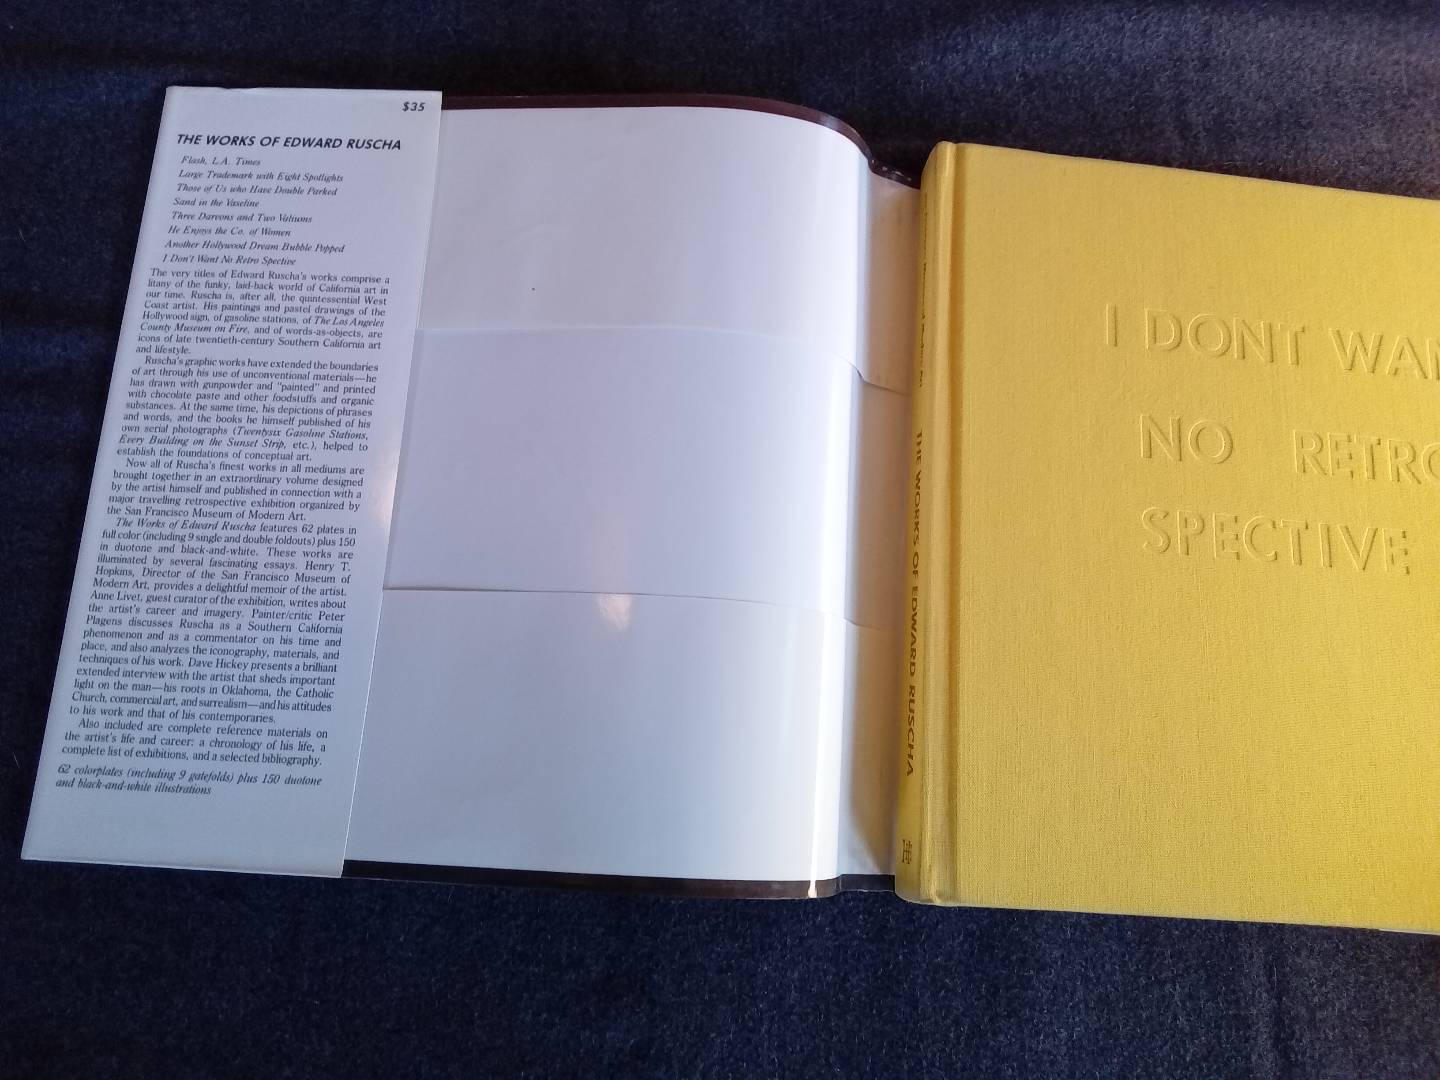 $35
THE WORKS OF EDWARD RUSCHA
Flash, L.A. Times
Large Trademark with Eight Spotlights
Those of Us who Have Double Parked
Sand in the Vaseline
Three Darvons and Two Valiums
He Enjoys the Co. of Women
Another Hollywood Dream Bubble Popped
I Don't Want No Retro Spective
The very titles of Edward Ruscha's works comprise a
litany of the funky, laid-back world of California art in
our time. Ruscha is, after all, the quintessential West
Coast artist. His paintings and pastel drawings of the
Hollywood sign, of gasoline stations, of The Los Angeles
County Museum on Fire, and of words-as-objects, are
icons of late twentieth-century Southern California art
and lifestyle.
Ruscha's graphic works have extended the boundaries
of art through his use of unconventional materials—he
has drawn with gunpowder and "painted" and printed
with chocolate paste and other foodstuffs and organic
substances. At the same time, his depictions of phrases
and words, and the books he himself published of his
own serial photographs (Twentysix Gasoline Stations,
Every Building on the Sunset Strip, etc.), helped to
establish the foundations of conceptual art.
Now all of Ruscha's finest works in all mediums are
brought together in an extraordinary volume designed
by the artist himself and published in connection with a
major travelling retrospective exhibition organized by
the San Francisco Museum of Modern Art.
The Works of Edward Ruscha features 62 plates in
full color (including 9 single and double foldouts) plus 150
in duotone and black-and-white. These works are
illuminated by several fascinating essays. Henry T.
Hopkins, Director of the San Francisco Museum of
Modern Art, provides a delightful memoir of the artist.
Anne Livet, guest curator of the exhibition, writes about
the artist's career and imagery. Painter/critic Peter
Plagens discusses Ruscha as a Southern California
phenomenon and as a commentator on his time and
place, and also analyzes the iconography, materials, and
techniques of his work. Dave Hickey presents a brilliant
extended interview with the artist that sheds important
light on the man—his roots in Oklahoma, the Catholic
Church, commercial art, and surrealism—and his attitudes
to his work and that of his contemporaries.
Also included are complete reference materials on
the artist's life and career: a chronology of his life, a
complete list of exhibitions, and a selected bibliography.
62 colorplates (including 9 gatefolds) plus 150 duotone
and black-and-white illustrations
THE WORKS OF EDWARD RUSCHA
I DONT WAN
NO RETRO
SPECTIVE